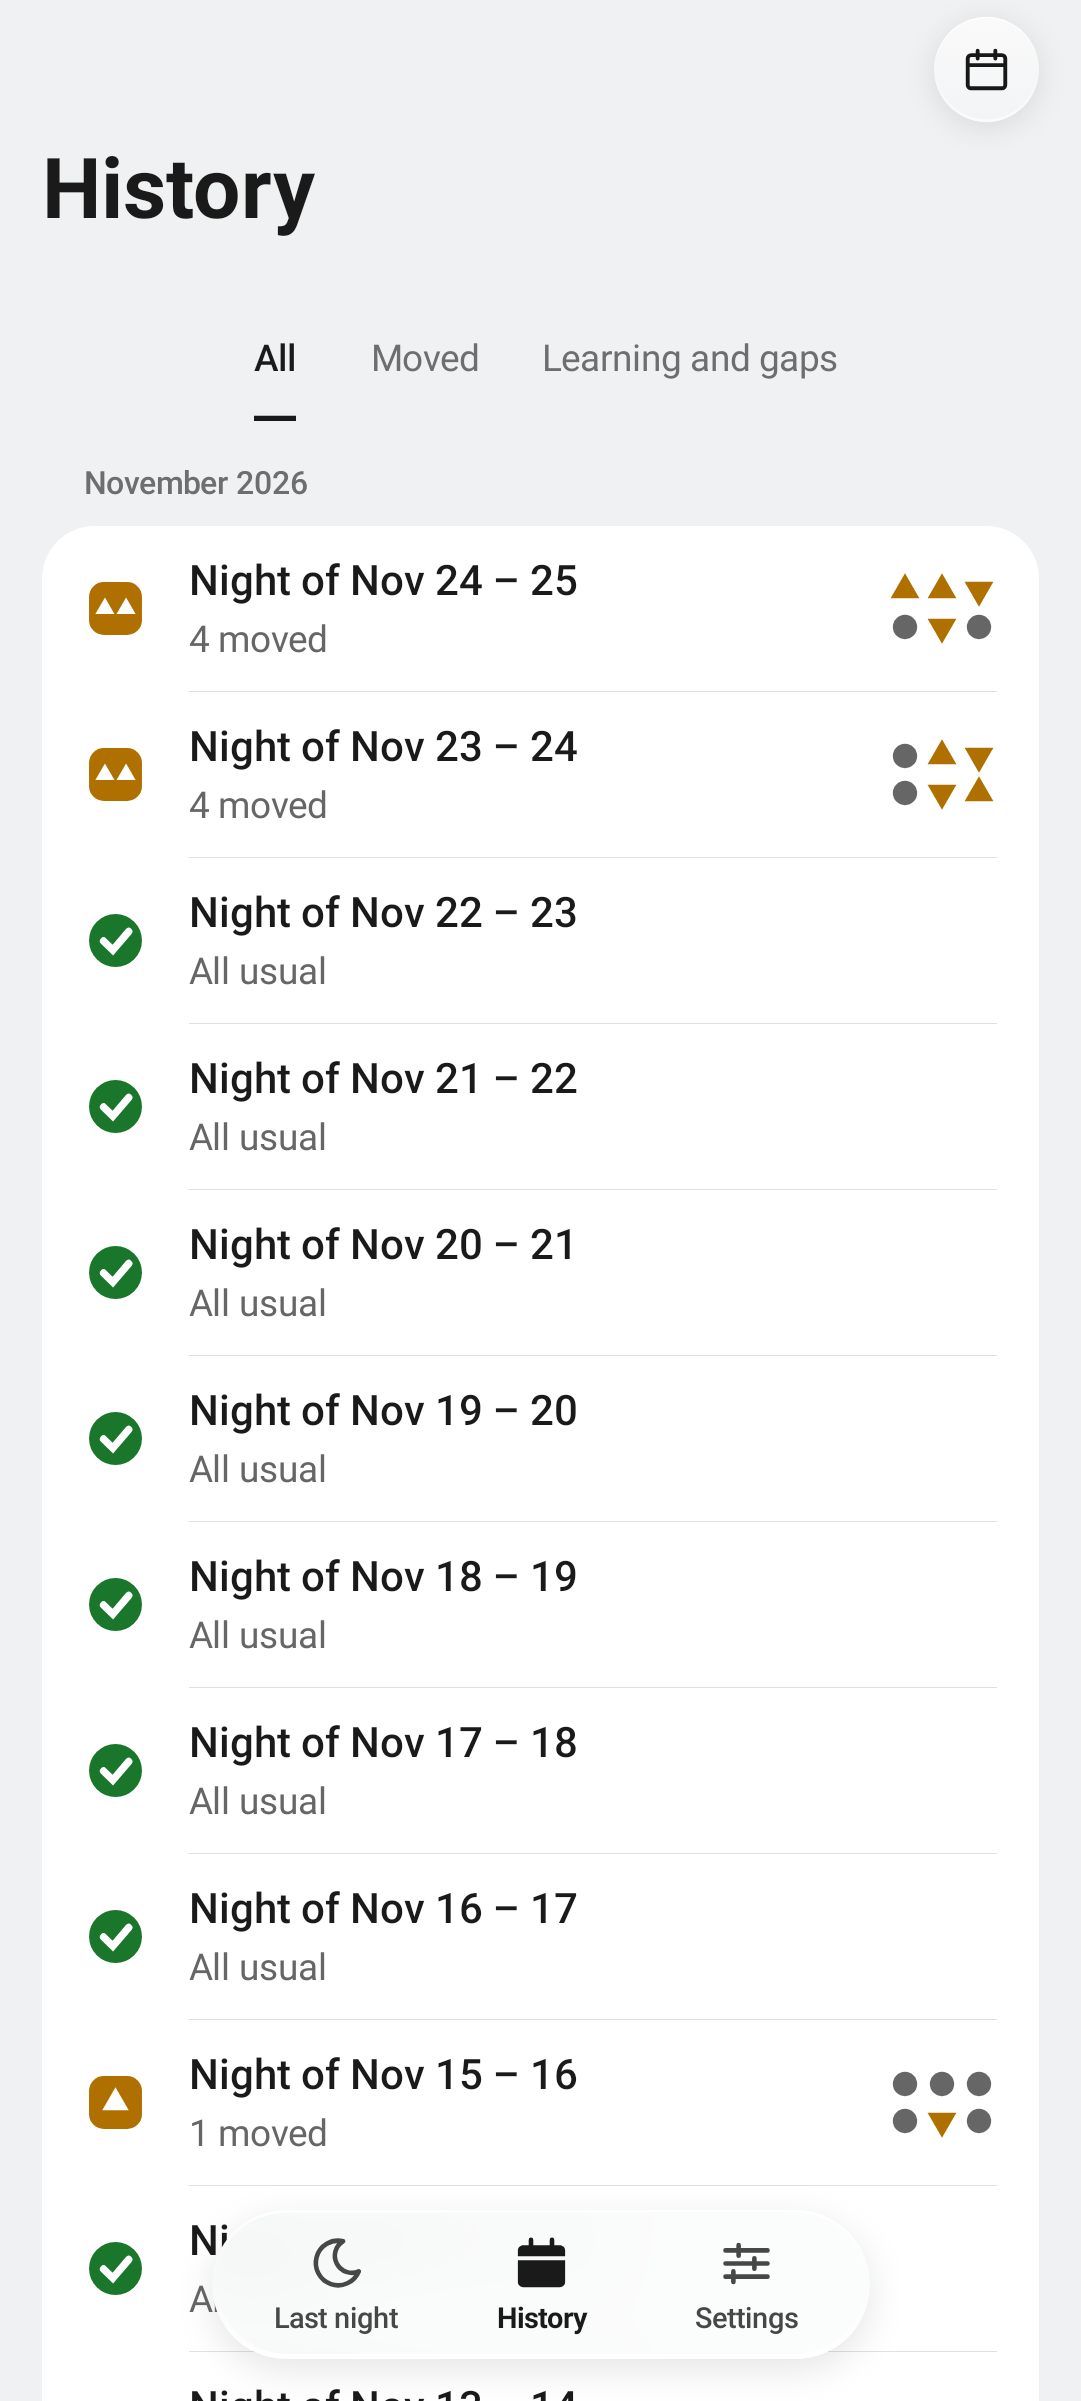 History
All Moved Learning and gaps
November 2026
Night of Nov 24 – 25
4 moved
Night of Nov 23 – 24
4 moved
Night of Nov 22 – 23
All usual
Night of Nov 21 – 22
All usual
Night of Nov 20 – 21
All usual
Night of Nov 19 – 20
All usual
Night of Nov 18 – 19
All usual
Night of Nov 17 – 18
All usual
Night of Nov 16 – 17
All usual
Night of Nov 15 – 16
1 moved
Last night History Settings